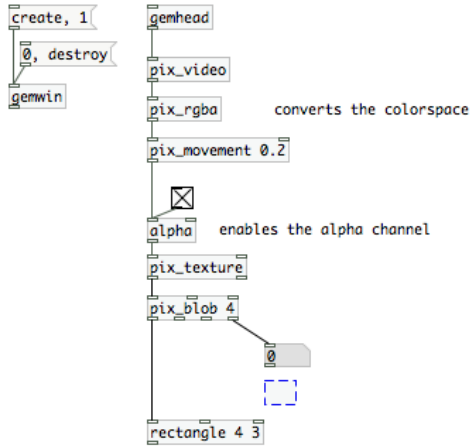 create, 1
0, destroy
gemwin
gemhead
pix_video
pix_rgba
converts the colorspace
pix_movement 0.2
alpha
enables the alpha channel
pix_texture
pix_blob 4
0
rectangle 4 3